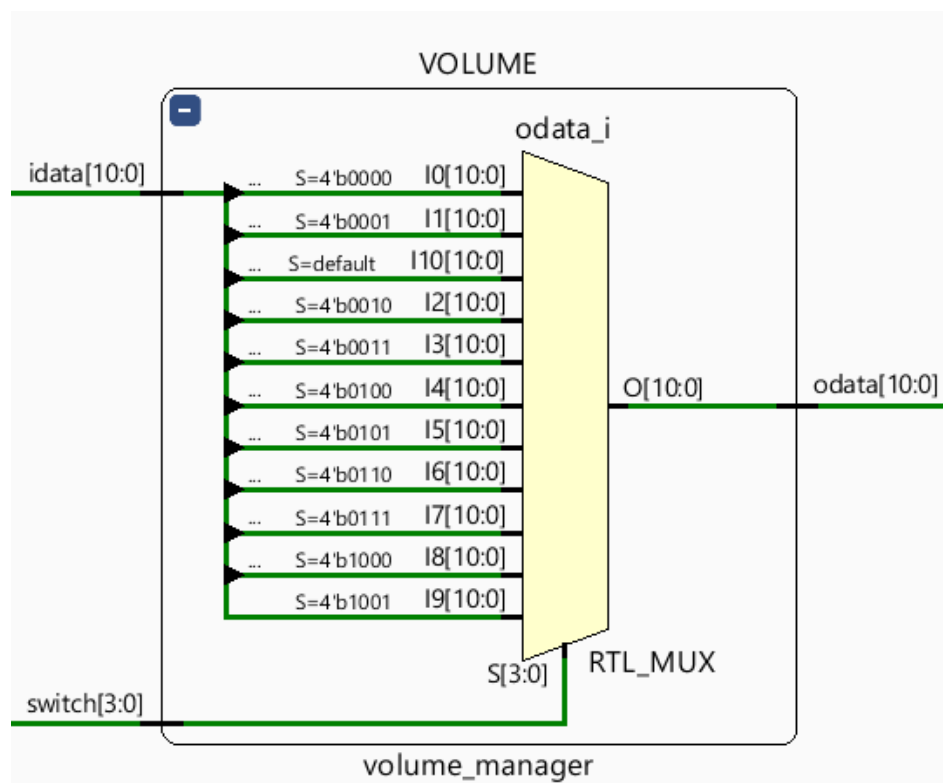 VOLUME
odata_i
idata[10:0]
... S=4'b0000 I0[10:0]
... S=4'b0001 I1[10:0]
... S=default I10[10:0]
... S=4'b0010 I2[10:0]
... S=4'b0011 I3[10:0]
... S=4'b0100 I4[10:0]
O[10:0]
odata[10:0]
... S=4'b0101 I5[10:0]
... S=4'b0110 I6[10:0]
... S=4'b0111 I7[10:0]
... S=4'b1000 I8[10:0]
S=4'b1001 I9[10:0]
S[3:0]
RTL_MUX
switch[3:0]
volume_manager